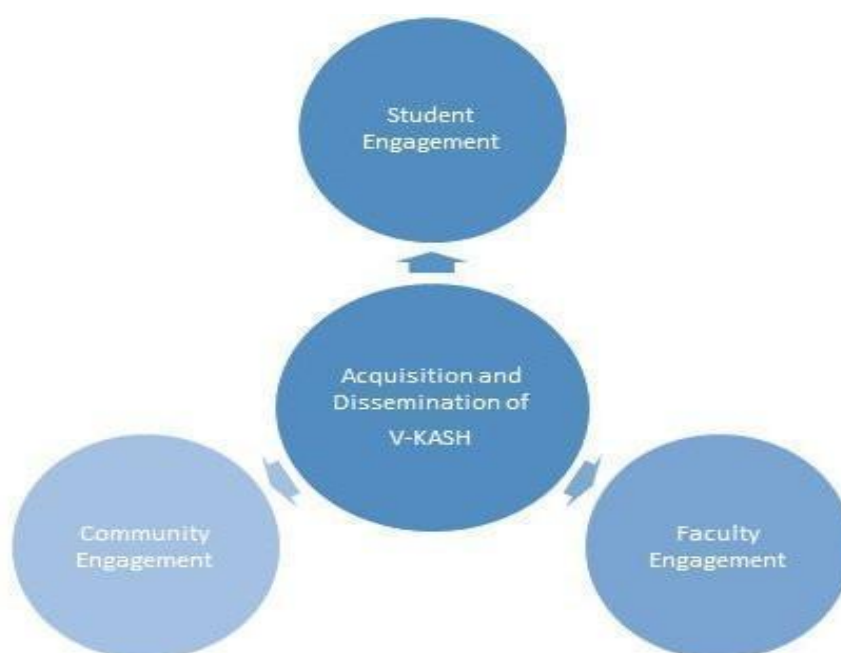 Student
Engagement
Acquisition and
Dissemination of
V-KASH
Community
Engagement
Faculty
Engagement